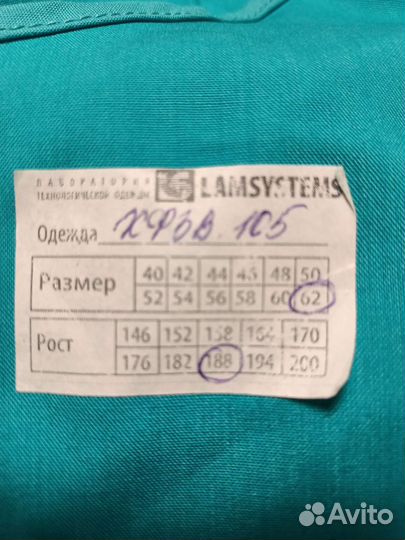 ЛАБОРАТОРИЯ
ТЕХНОЛОГИЧЕСКОЙ ОДЕЖДЫ
LAMSYSTEMS
Одежда ХФЗВ.105
Размер
40 42 44 46 48 50
52 54 56 58 60 62
Рост
146 152 158 164 170
176 182 188 194 200
Avito